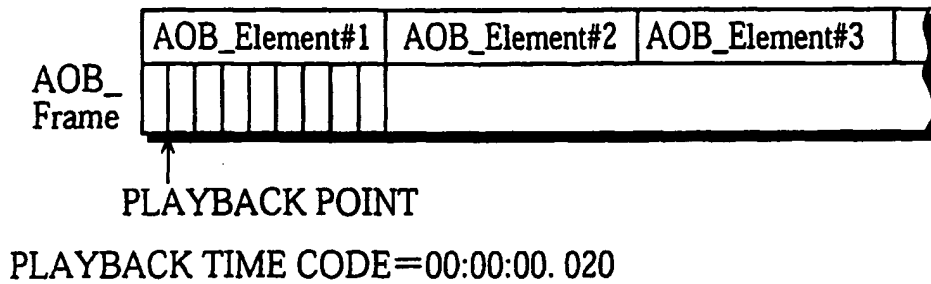 AOB_Element#1 AOB_Element#2 AOB_Element#3
AOB_
Frame
PLAYBACK POINT
PLAYBACK TIME CODE=00:00:00. 020